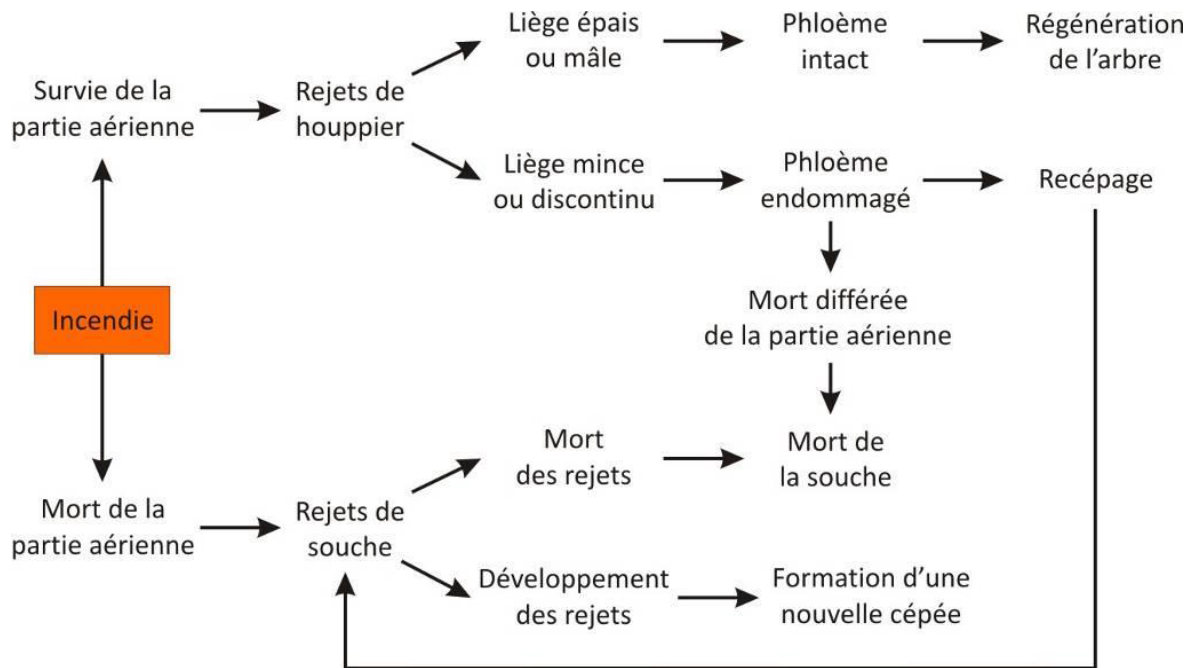 Liège épais
ou mâle
Phloème
intact
Régénération
de l'arbre
Survie de la
partie aérienne
Rejets de
houppier
Liège mince
ou discontinu
Phloème
endommagé
Recépage
Incendie
Mort différée
de la partie aérienne
Mort
des rejets
Mort de
la souche
Mort de la
partie aérienne
Rejets de
souche
Développement
des rejets
Formation d'une
nouvelle cépée